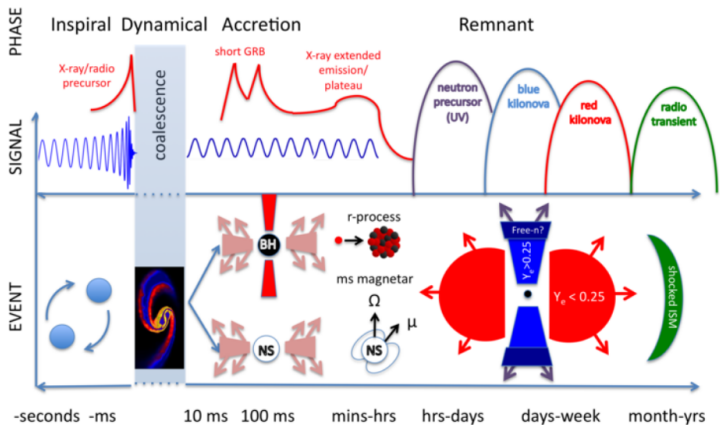 PHASE
Inspiral
Dynamical
Accretion
Remnant
SIGNAL
X-ray/radio
precursor
coalescence
short GRB
X-ray extended
emission/
plateau
neutron
precursor
(UV)
blue
kilonova
red
kilonova
radio
transient
EVENT
BH
NS
r-process
ms magnetar
Ω
μ
NS
Free-n?
Ye>0.25
Ye < 0.25
shocked ISM
-seconds
-ms
10 ms
100 ms
mins-hrs
hrs-days
days-week
month-yrs